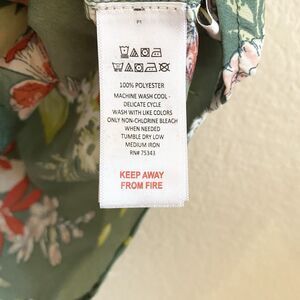 100% POLYESTER
MACHINE WASH COOL -
DELICATE CYCLE
WASH WITH LIKE COLORS
ONLY NON-CHLORINE BLEACH
WHEN NEEDED
TUMBLE DRY LOW
MEDIUM IRON
RN# 75343
KEEP AWAY
FROM FIRE